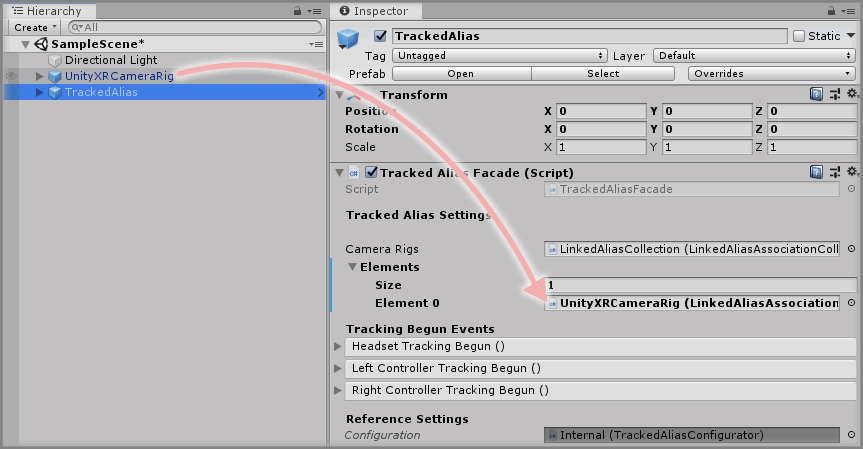 Hierarchy
Create
All
SampleScene*
Directional Light
UnityXRCameraRig
TrackedAlias
Inspector
TrackedAlias
Static
Tag Untagged Layer Default
Prefab Open Select Overrides
Transform
Position X 0 Y 0 Z 0
Rotation X 0 Y 0 Z 0
Scale X 1 Y 1 Z 1
Tracked Alias Facade (Script)
Script TrackedAliasFacade
Tracked Alias Settings
Camera Rigs LinkedAliasCollection (LinkedAliasAssociationColl
Elements
Size 1
Element 0 UnityXRCameraRig (LinkedAliasAssociation
Tracking Begun Events
Headset Tracking Begun ()
Left Controller Tracking Begun ()
Right Controller Tracking Begun ()
Reference Settings
Configuration Internal (TrackedAliasConfigurator)